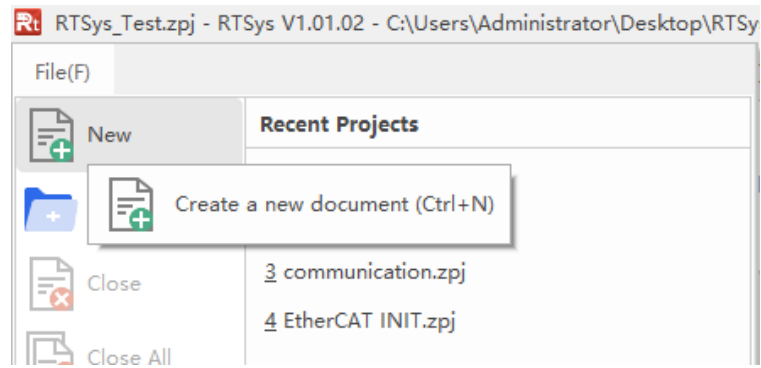 Rt RTSys_Test.zpj - RTSys V1.01.02 - C:\Users\Administrator\Desktop\RTSy
File(F)
New
Recent Projects
Create a new document (Ctrl+N)
Close
3 communication.zpj
4 EtherCAT INIT.zpj
Close All